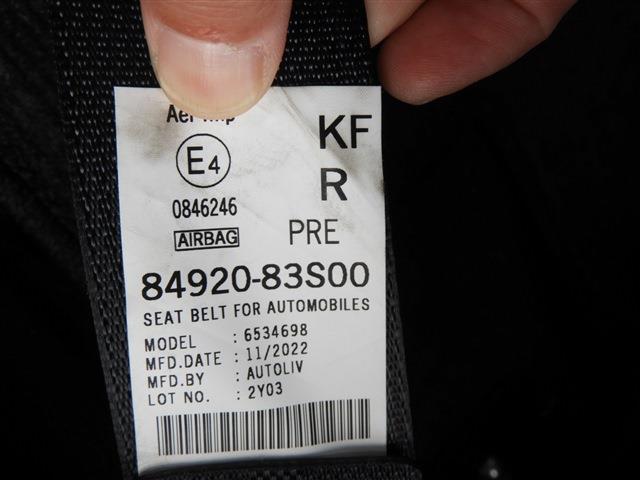 KF
E4
R
0846246
AIRBAG PRE
84920-83S00
SEAT BELT FOR AUTOMOBILES
MODEL : 6534698
MFD.DATE : 11/2022
MFD.BY : AUTOLIV
LOT NO. : 2Y03